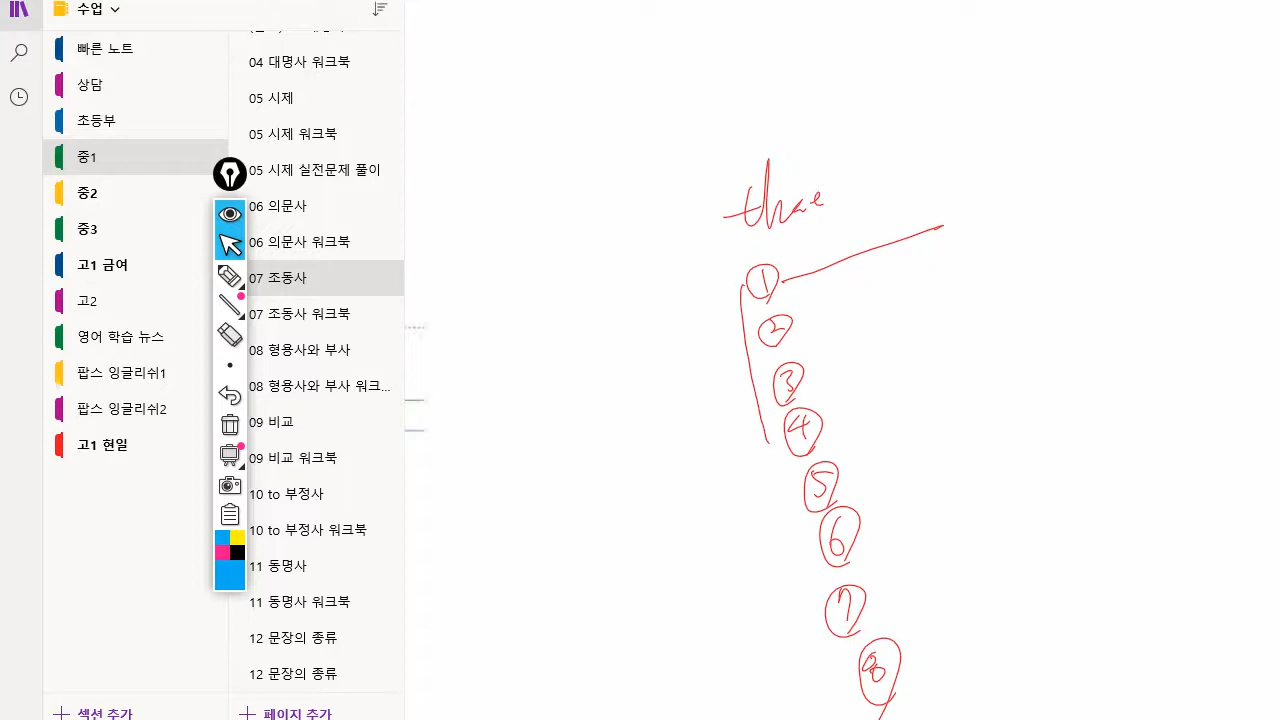 수업
빠른 노트
상담
초등부
중1
중2
중3
고1 금여
고2
영어 학습 뉴스
팝스 잉글리쉬1
팝스 잉글리쉬2
고1 현일
섹션 추가
04 대명사 워크북
05 시제
05 시제 워크북
05 시제 실전문제 풀이
06 의문사
06 의문사 워크북
07 조동사
07 조동사 워크북
08 형용사와 부사
08 형용사와 부사 워크...
09 비교
09 비교 워크북
10 to 부정사
10 to 부정사 워크북
11 동명사
11 동명사 워크북
12 문장의 종류
12 문장의 종류
페이지 추가
①
②
③
④
⑤
⑥
⑦
⑧